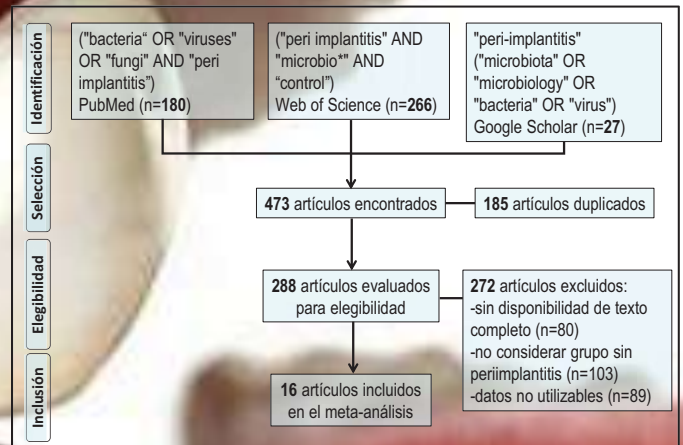 Identificación
("bacteria“ OR "viruses"
OR "fungi" AND "peri
implantitis”)
PubMed (n=180)
("peri implantitis" AND
"microbio*" AND
“control”)
Web of Science (n=266)
"peri-implantitis"
("microbiota" OR
"microbiology" OR
"bacteria" OR "virus")
Google Scholar (n=27)
Selección
473 artículos encontrados
185 artículos duplicados
Elegibilidad
288 artículos evaluados
para elegibilidad
272 artículos excluidos:
-sin disponibilidad de texto
completo (n=80)
-no considerar grupo sin
periimplantitis (n=103)
-datos no utilizables (n=89)
Inclusión
16 artículos incluidos
en el meta-análisis